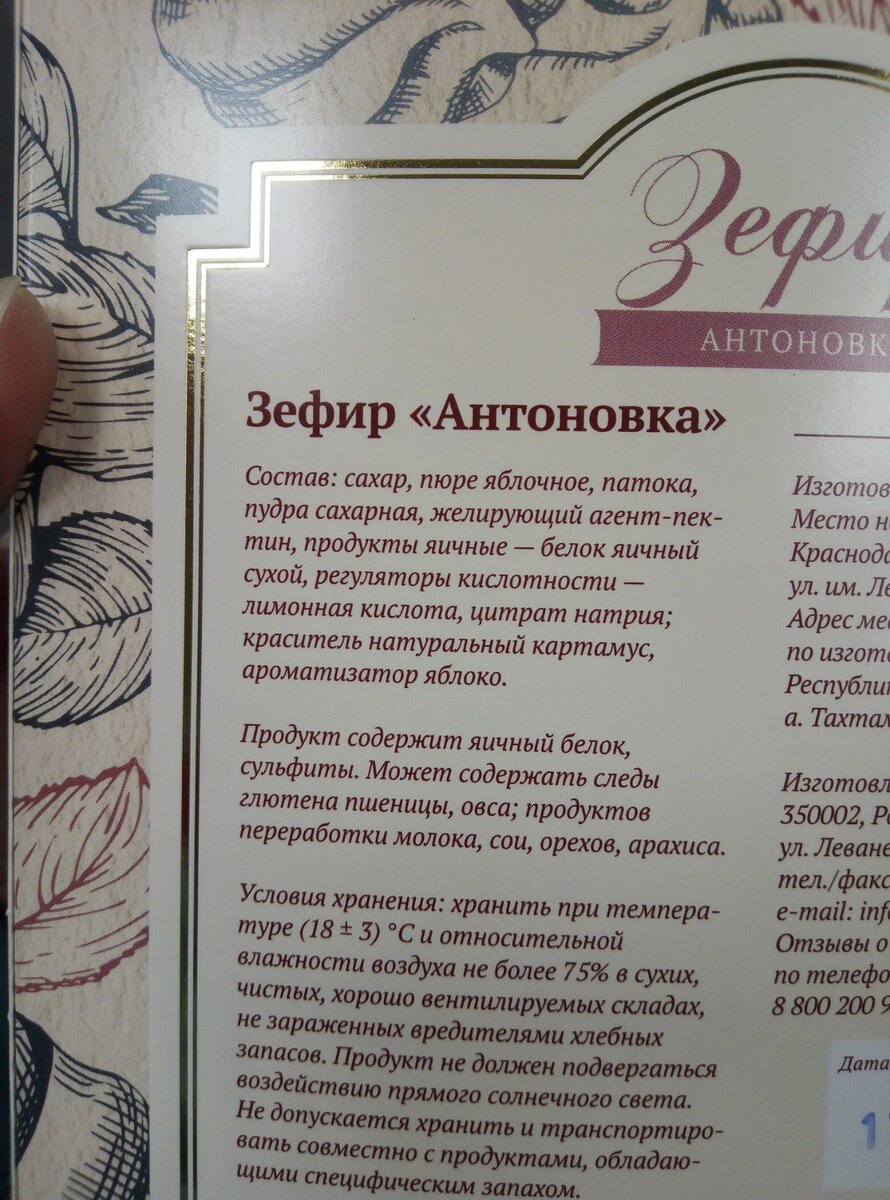 Зефир
АНТОНОВК
Зефир «Антоновка»
Состав: сахар, пюре яблочное, патока,
пудра сахарная, желирующий агент-пек-
тин, продукты яичные — белок яичный
сухой, регуляторы кислотности —
лимонная кислота, цитрат натрия;
краситель натуральный картамус,
ароматизатор яблоко.
Продукт содержит яичный белок,
сульфиты. Может содержать следы
глютена пшеницы, овса; продуктов
переработки молока, сои, орехов, арахиса.
Условия хранения: хранить при темпера-
туре (18 ± 3) °С и относительной
влажности воздуха не более 75% в сухих,
чистых, хорошо вентилируемых складах,
не зараженных вредителями хлебных
запасов. Продукт не должен подвергаться
воздействию прямого солнечного света.
Не допускается хранить и транспортиро-
вать совместно с продуктами, обладаю-
щими специфическим запахом.
Изготов
Место н
Краснода
ул. им. Ле
Адрес мес
по изгото
Республи
а. Тахтам
Изготовл
350002, Ро
ул. Леване
тел./факс
e-mail: inf
Отзывы о
по телефо
8 800 200 9
Дата
1